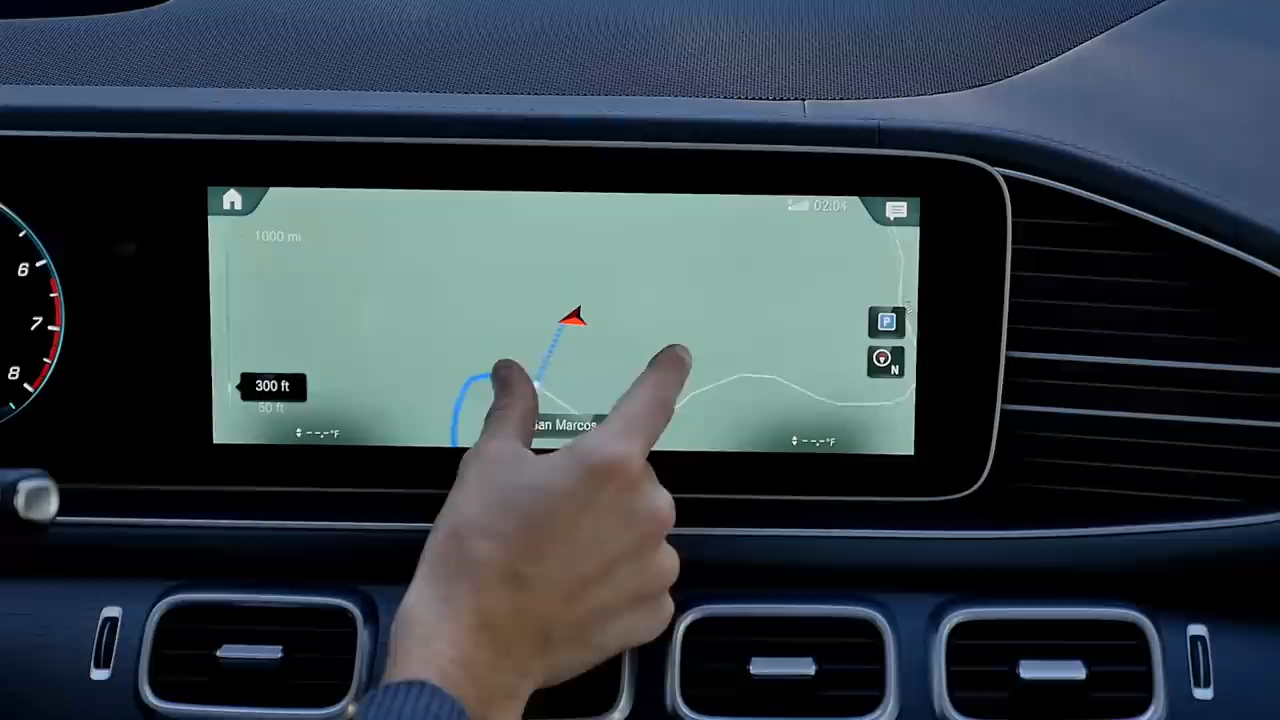 02:04
1000 mi
6
7
8
P
N
300 ft
50 ft
San Marcos
--.-°F
--.-°F